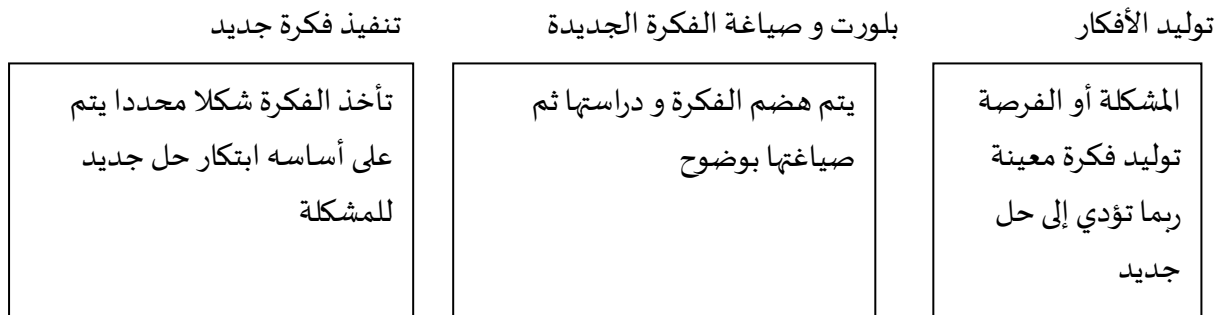 توليد الأفكار
بلورت و صياغة الفكرة الجديدة
تنفيذ فكرة جديد
المشكلة أو الفرصة
توليد فكرة معينة
ربما تؤدي إلى حل
جديد
يتم هضم الفكرة و دراستها ثم
صياغتها بوضوح
تأخذ الفكرة شكلا محددا يتم
على أساسه ابتكار حل جديد
للمشكلة